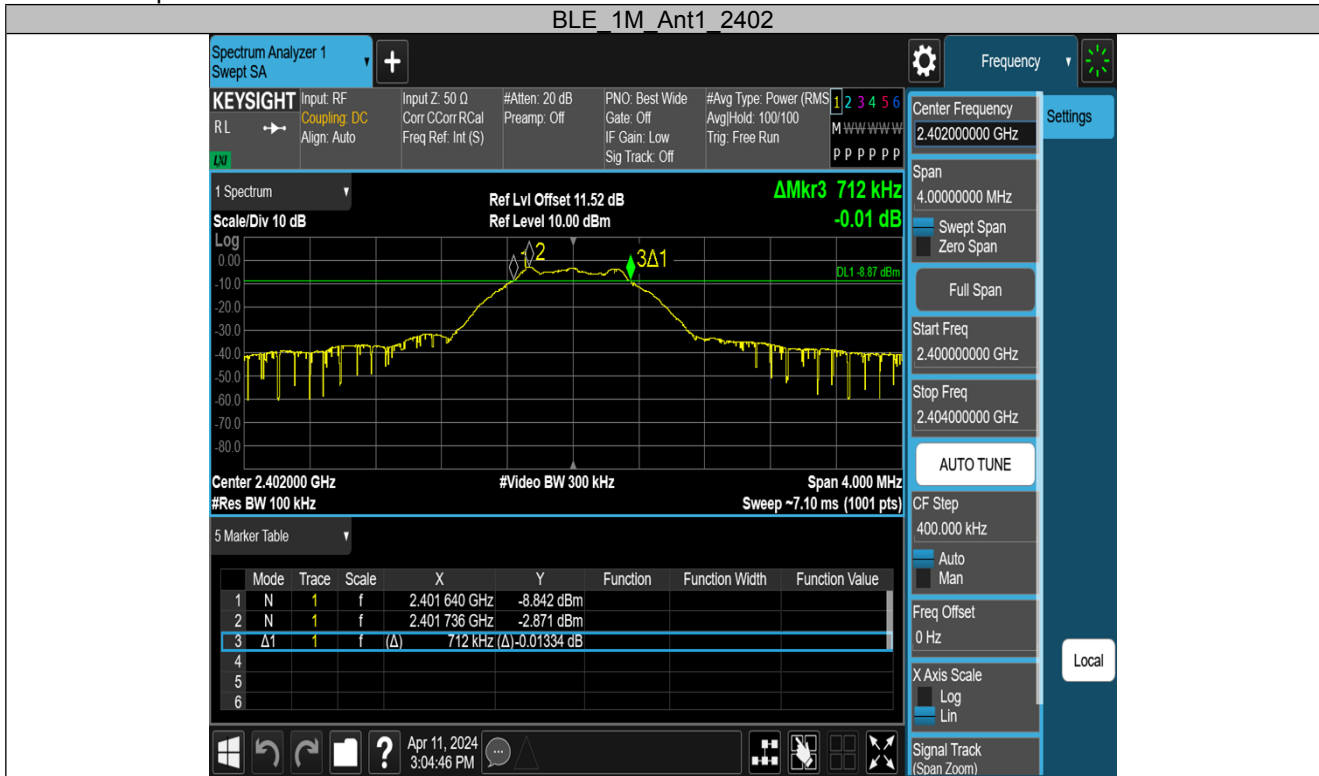 BLE_1M_Ant1_2402
Spectrum Analyzer 1
Swept SA
Frequency
KEYSIGHT
RL
LXI
Input: RF
Coupling: DC
Align: Auto
Input Z: 50 Ω
Corr CCorr RCal
Freq Ref: Int (S)
#Atten: 20 dB
Preamp: Off
PNO: Best Wide
Gate: Off
IF Gain: Low
Sig Track: Off
#Avg Type: Power (RMS
Avg|Hold: 100/100
Trig: Free Run
1 2 3 4 5 6
M W W W W W
P P P P P P
Center Frequency
2.402000000 GHz
Settings
Span
4.00000000 MHz
Swept Span
Zero Span
Full Span
Start Freq
2.400000000 GHz
Stop Freq
2.404000000 GHz
AUTO TUNE
CF Step
400.000 kHz
Auto
Man
Freq Offset
0 Hz
X Axis Scale
Log
Lin
Signal Track
(Span Zoom)
Local
1 Spectrum
Scale/Div 10 dB
Log
Ref Lvl Offset 11.52 dB
Ref Level 10.00 dBm
ΔMkr3 712 kHz
-0.01 dB
1 2 3Δ1
DL1 -8.87 dBm
0.00
-10.0
-20.0
-30.0
-40.0
-50.0
-60.0
-70.0
-80.0
Center 2.402000 GHz #Video BW 300 kHz Span 4.000 MHz
#Res BW 100 kHz Sweep ~7.10 ms (1001 pts)
5 Marker Table
Mode Trace Scale X Y Function Function Width Function Value
1 N 1 f 2.401 640 GHz -8.842 dBm
2 N 1 f 2.401 736 GHz -2.871 dBm
3 Δ1 1 f (Δ) 712 kHz (Δ)-0.01334 dB
4
5
6
?
Apr 11, 2024
3:04:46 PM